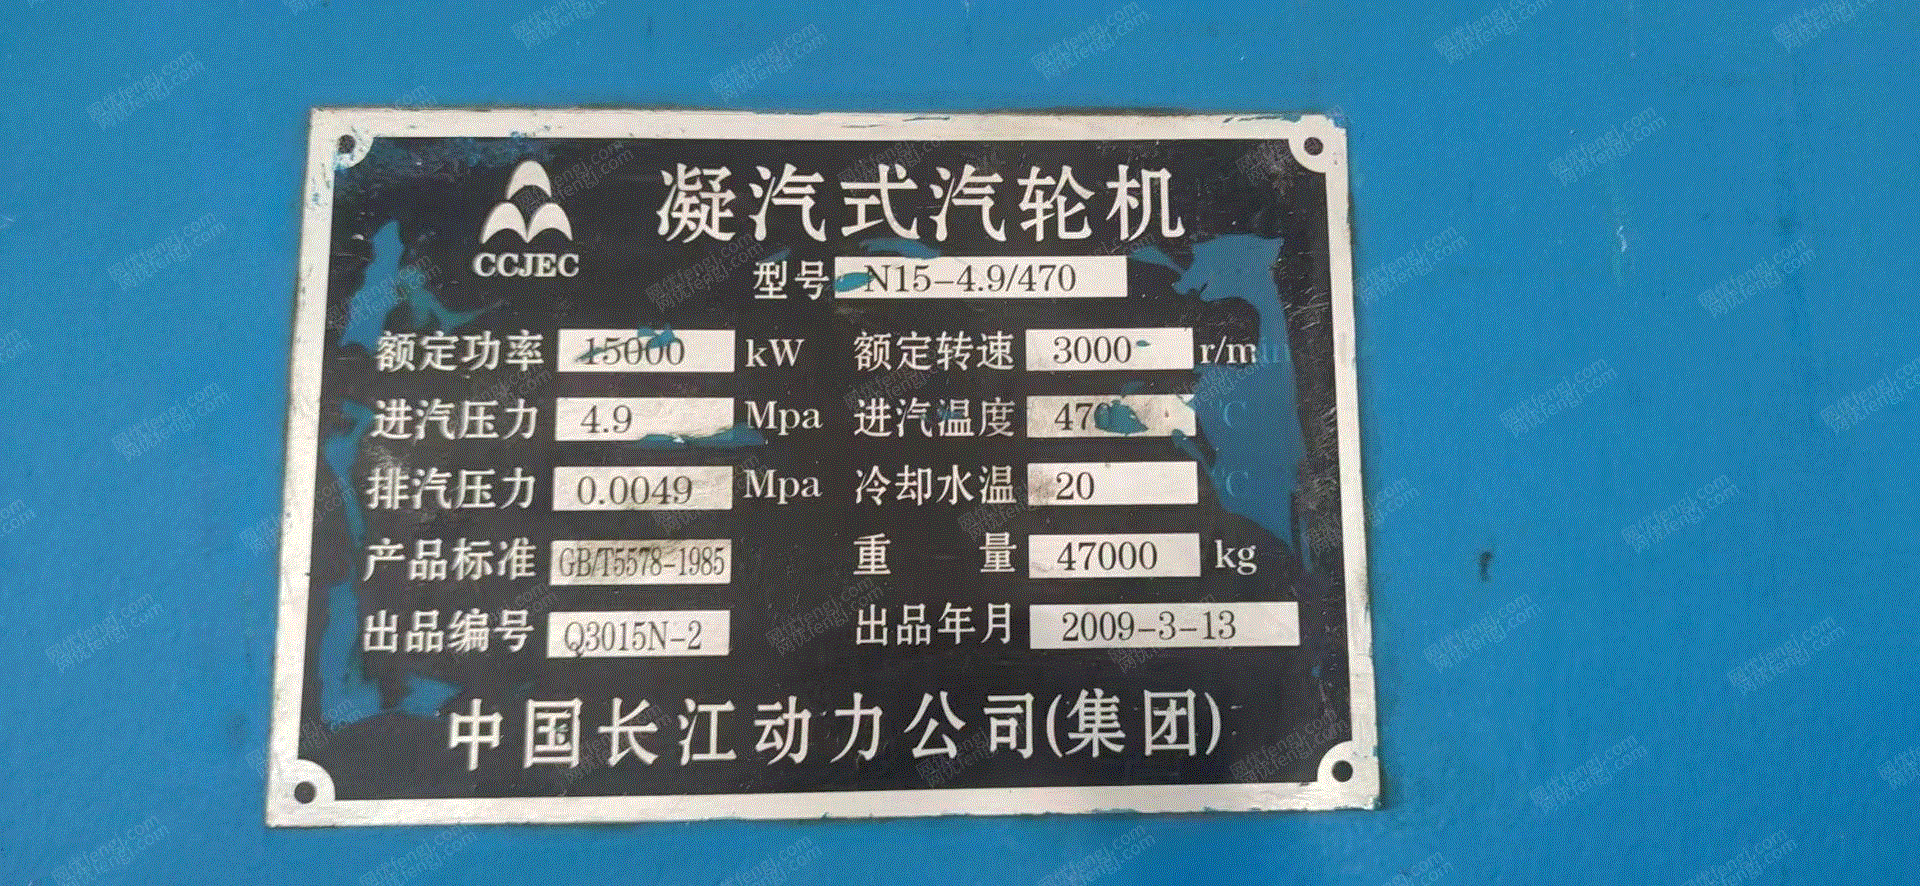 凝汽式汽轮机
CCJEC
型号 N15-4.9/470
额定功率 15000 kW 额定转速 3000 r/min
进汽压力 4.9 Mpa 进汽温度 470 ℃
排汽压力 0.0049 Mpa 冷却水温 20 ℃
产品标准 GB/T5578-1985 重量 47000 kg
出品编号 Q3015N-2 出品年月 2009-3-13
中国长江动力公司(集团)